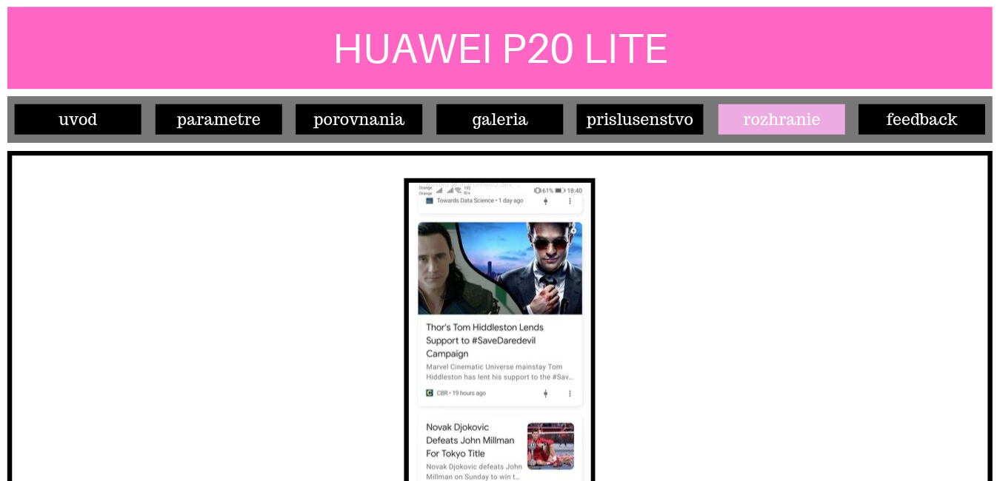 HUAWEI P20 LITE
uvod
parametre
porovnania
galeria
prislusenstvo
rozhranie
feedback
Orange
Orange
193
B/s
61%
18:40
Towards Data Science • 1 day ago
Thor's Tom Hiddleston Lends
Support to #SaveDaredevil
Campaign
Marvel Cinematic Universe mainstay Tom
Hiddleston has lent his support to the #Sav...
CBR • 19 hours ago
Novak Djokovic
Defeats John Millman
For Tokyo Title
Novak Djokovic defeats John
Millman on Sunday to win t...